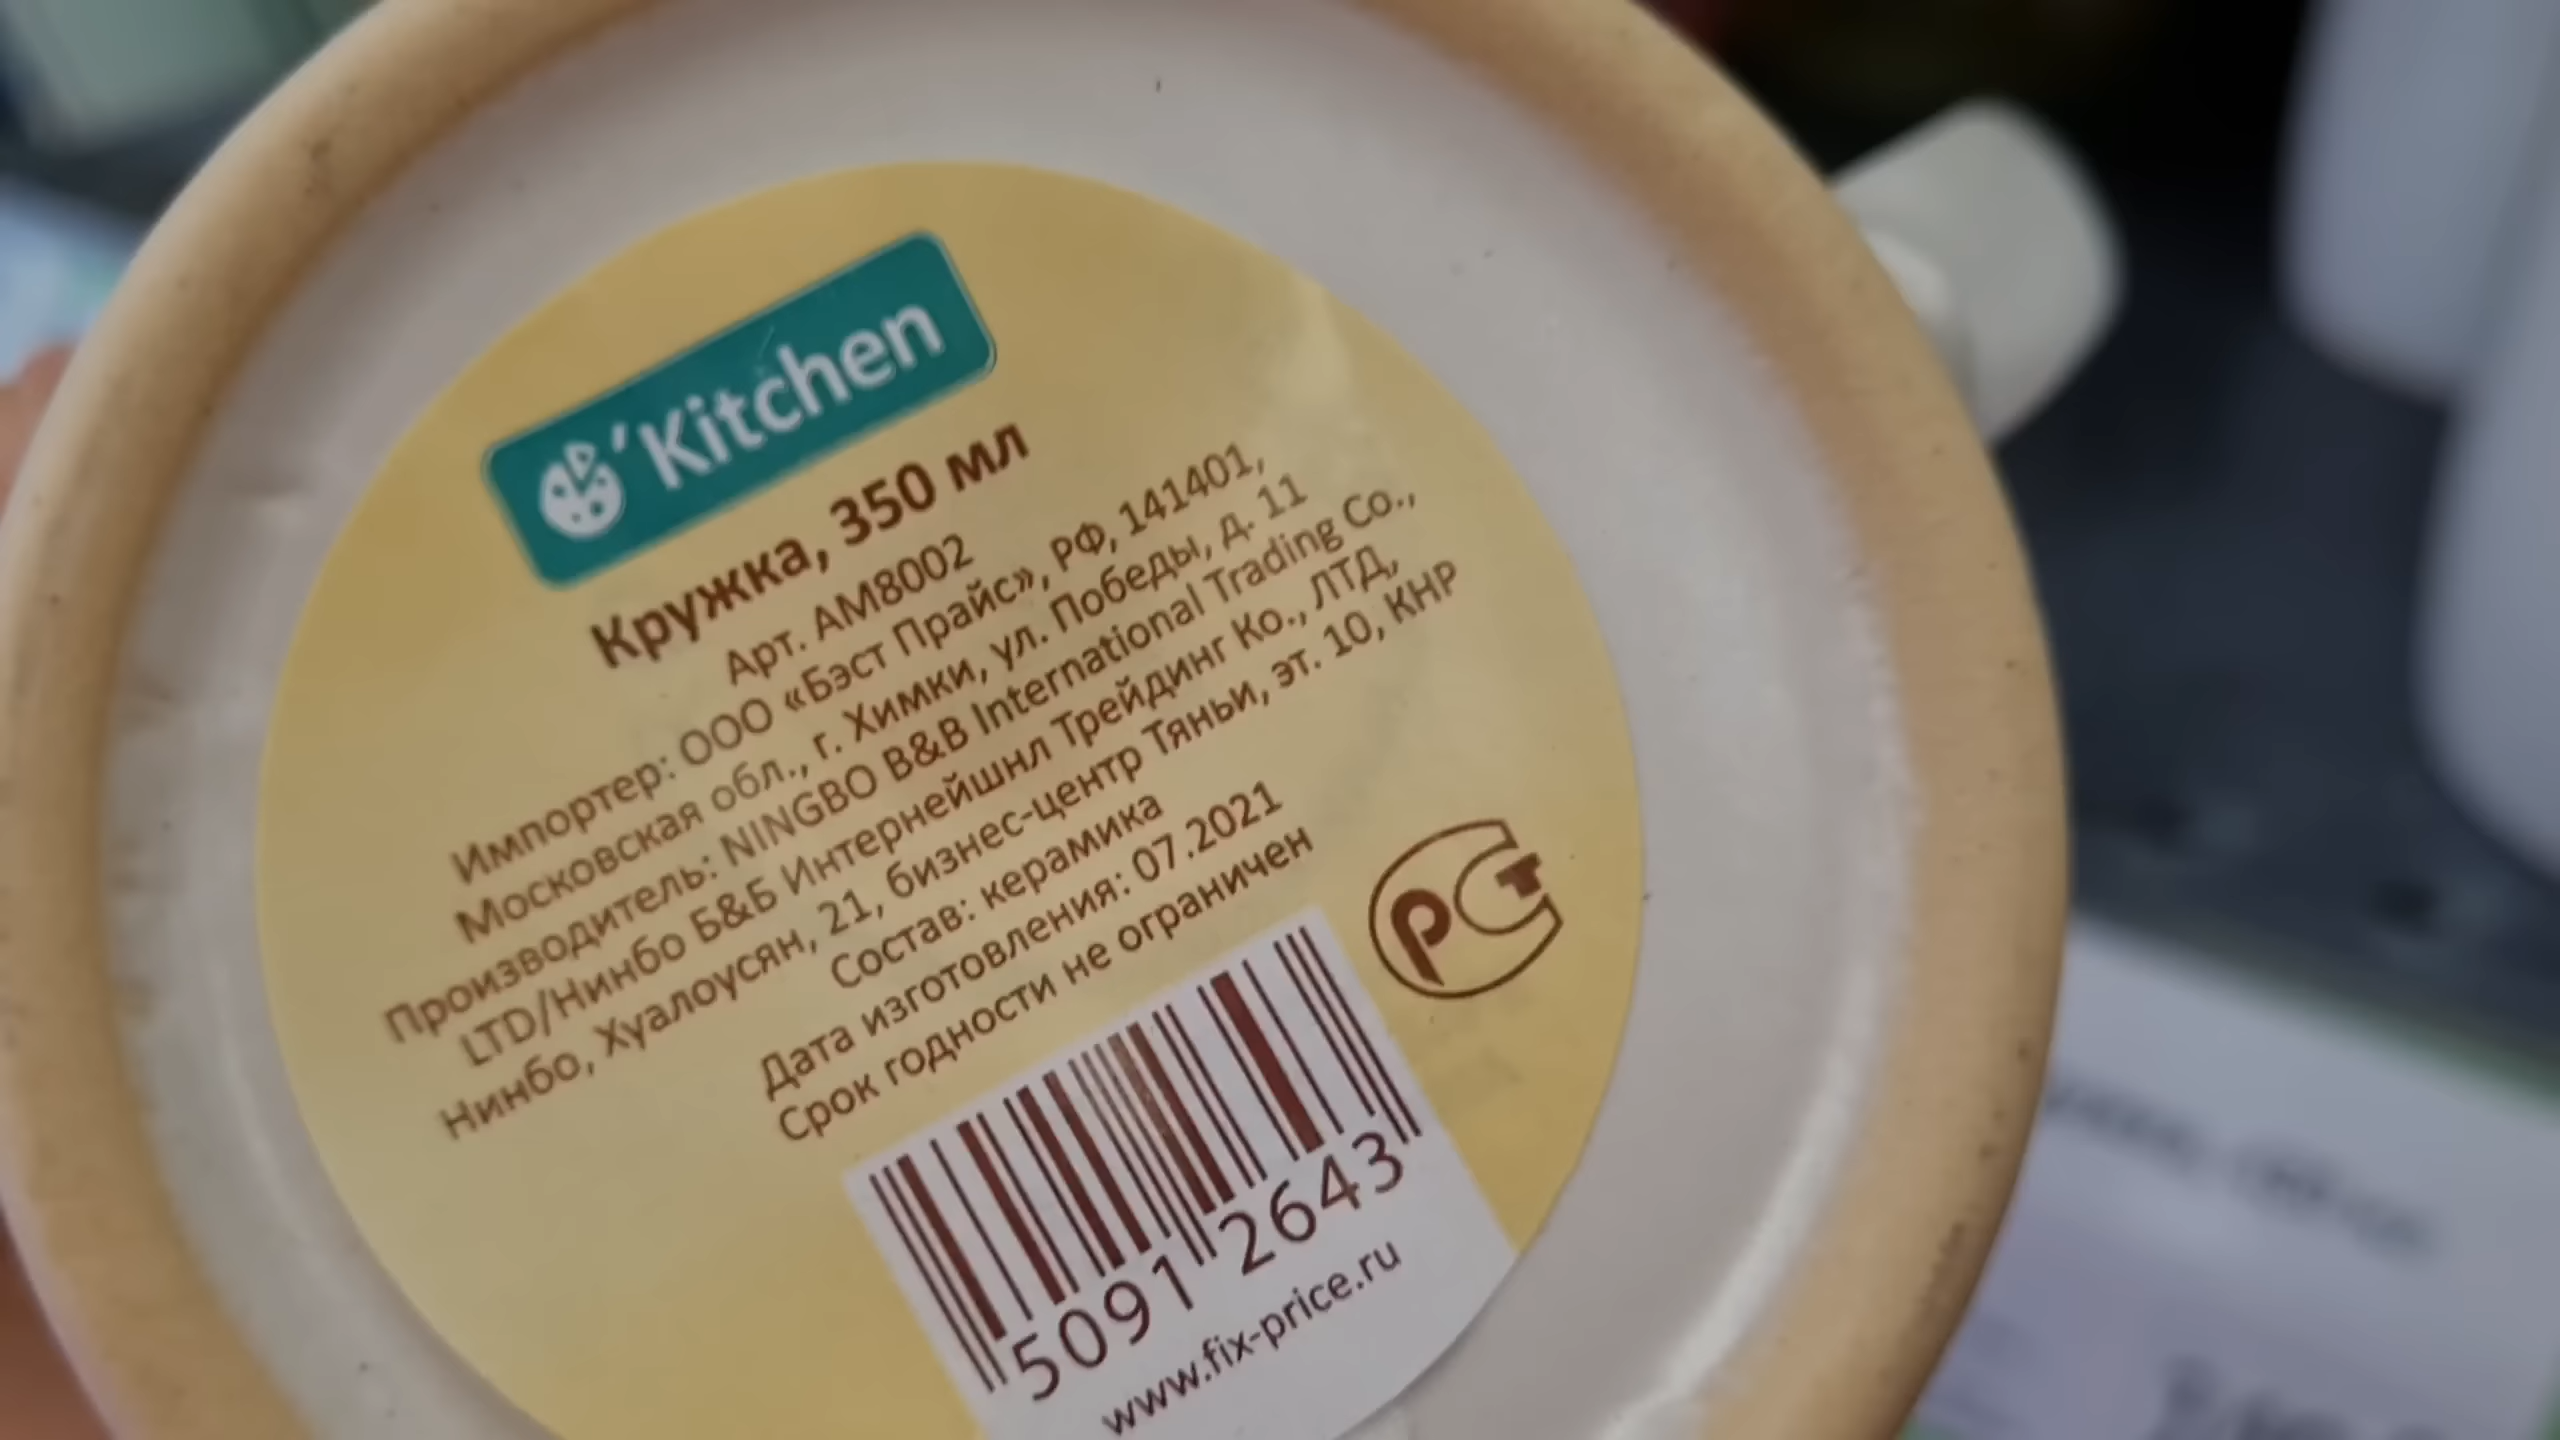 'Kitchen
Кружка, 350 мл
Арт. АМ8002
Импортер: ООО «Бэст Прайс», РФ, 141401,
Московская обл., г. Химки, ул. Победы, д. 11
Производитель: NINGBO B&B International Trading Co.,
LTD/Нинбо Б&Б Интернейшнл Трейдинг Ко., ЛТД,
Нинбо, Хуалоусян, 21, бизнес-центр Тяньи, эт. 10, КНР
Состав: керамика
Дата изготовления: 07.2021
Срок годности не ограничен
РСТ
5091 2643
www.fix-price.ru